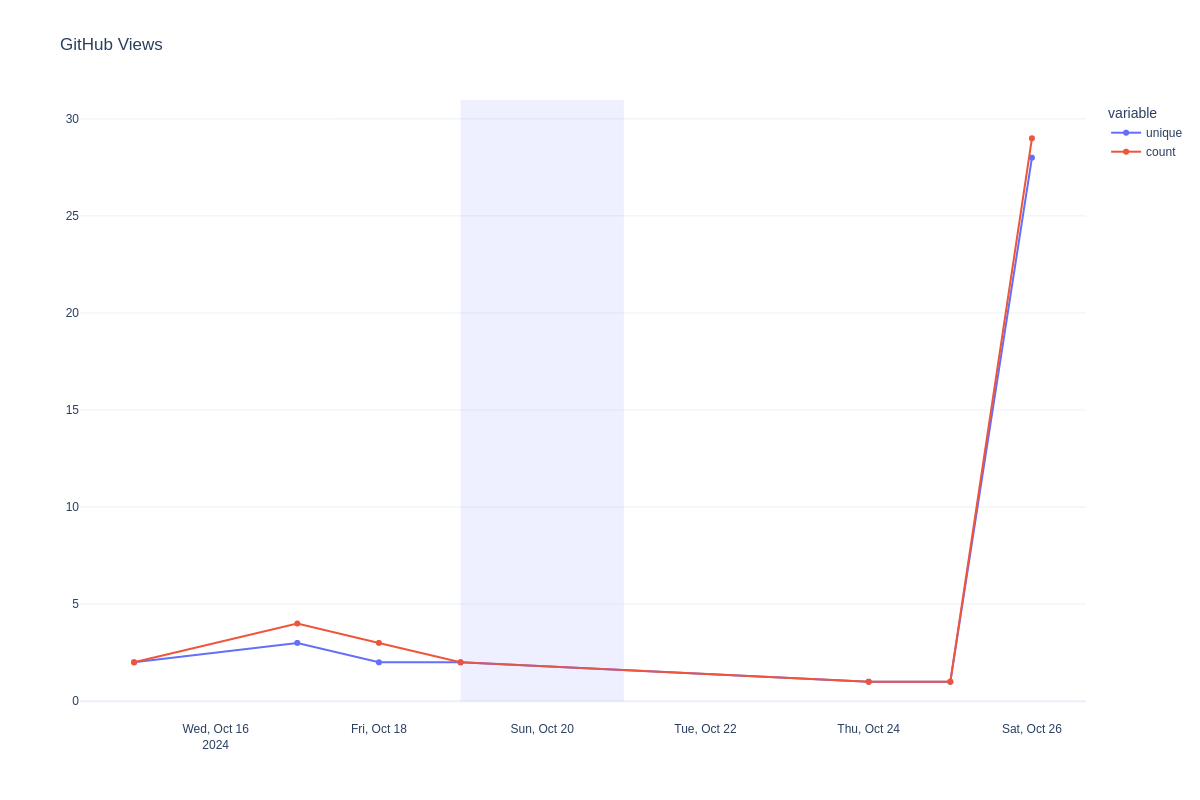 GitHub Views
variable
unique
count
30
25
20
15
10
5
0
Wed, Oct 16
2024
Fri, Oct 18
Sun, Oct 20
Tue, Oct 22
Thu, Oct 24
Sat, Oct 26